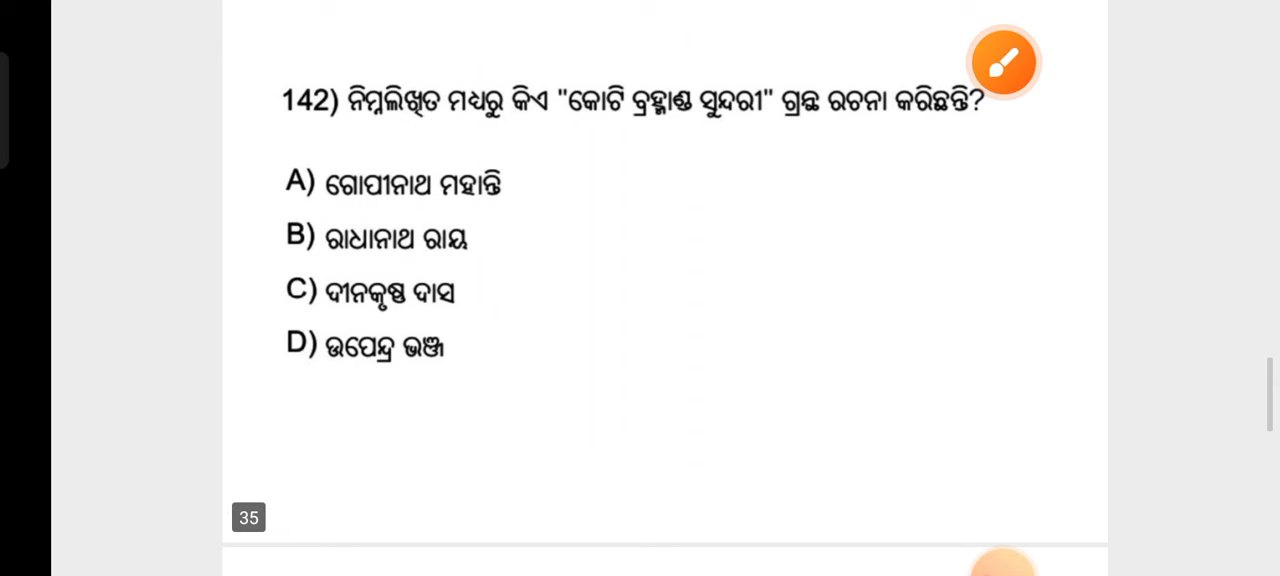 142) ନିମ୍ନଲିଖିତ ମଧ୍ୟରୁ କିଏ "କୋଟି ବ୍ରହ୍ମାଣ୍ଡ ସୁନ୍ଦରୀ" ଗ୍ରନ୍ଥ ରଚନା କରିଛନ୍ତି?
A) ଗୋପୀନାଥ ମହାନ୍ତି
B) ରାଧାନାଥ ରାୟ
C) ଦୀନକୃଷ୍ଣ ଦାସ
D) ଉପେନ୍ଦ୍ର ଭଞ୍ଜ
35